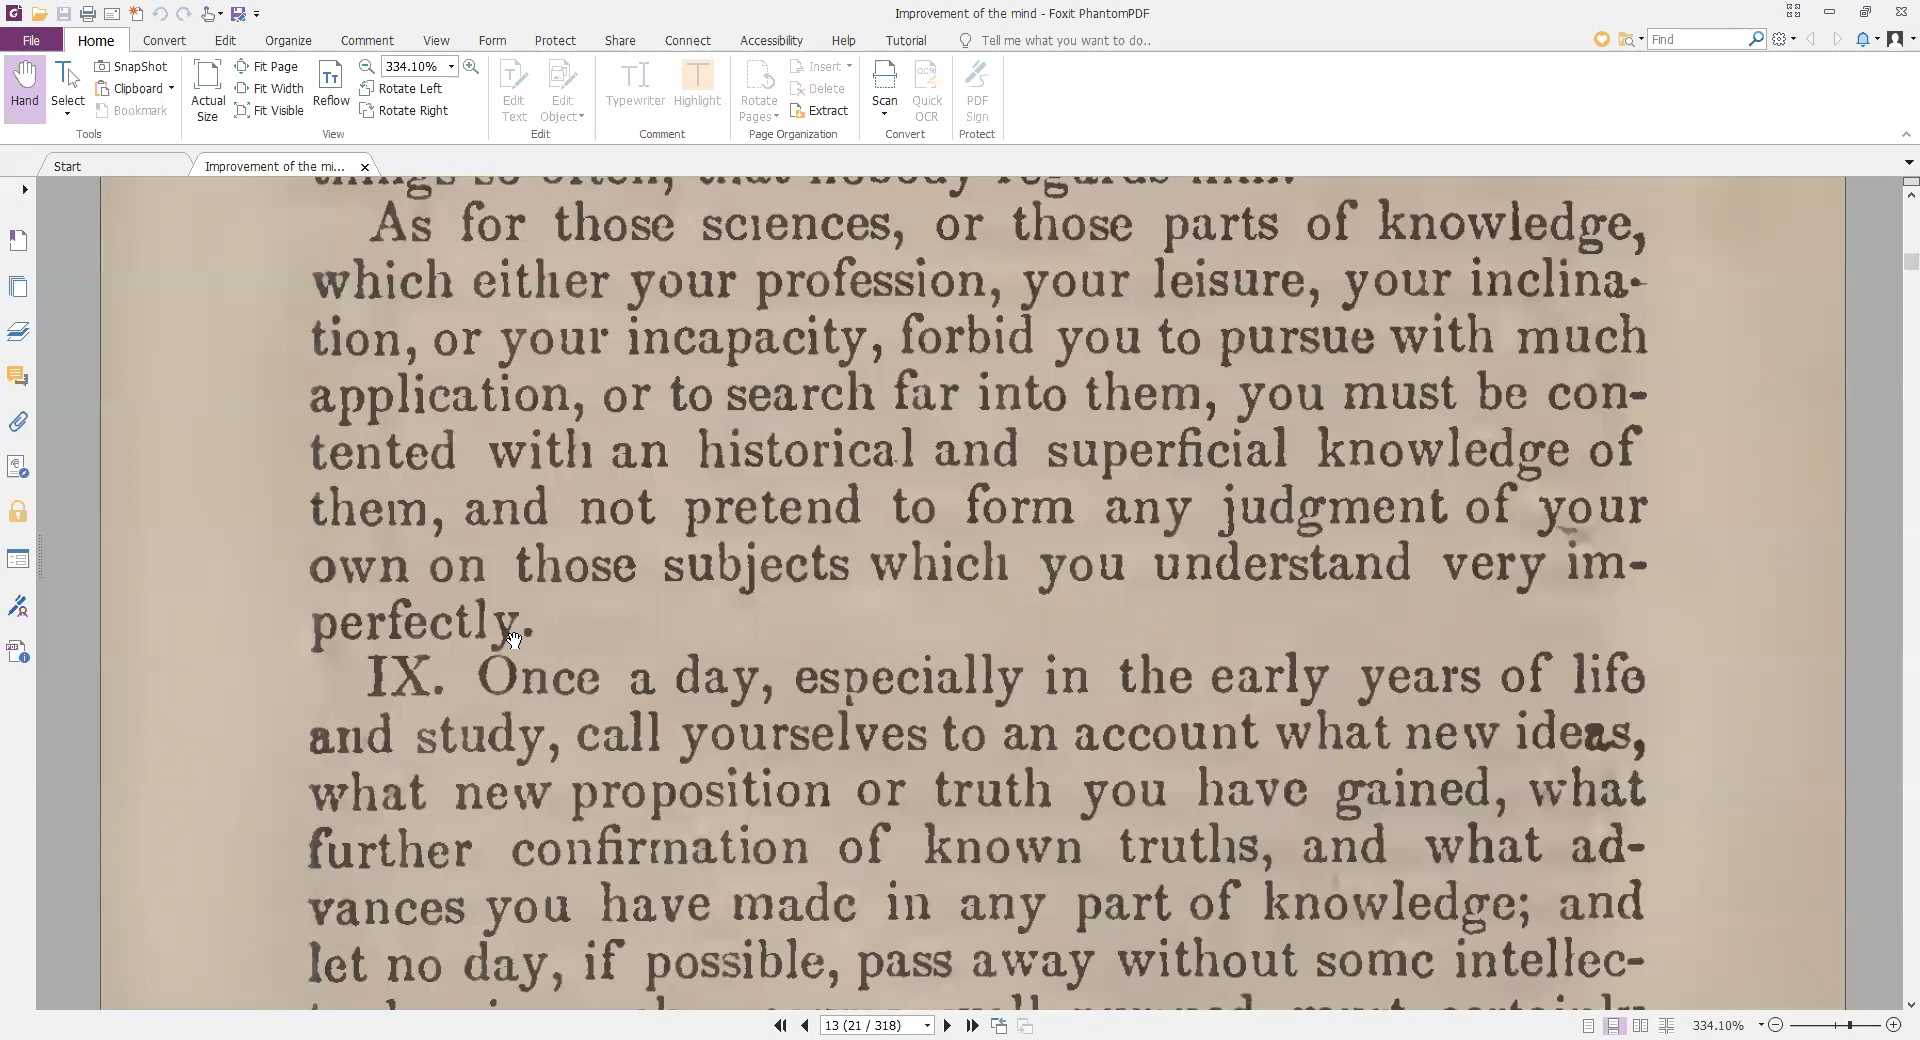 Improvement of the mind - Foxit PhantomPDF
File Home Convert Edit Organize Comment View Form Protect Share Connect Accessibility Help Tutorial Tell me what you want to do.. Find
Hand
Select
SnapShot
Clipboard
Bookmark
Tools
Actual Size
Fit Page
Fit Width
Fit Visible
Reflow
334.10%
Rotate Left
Rotate Right
View
Edit Text
Edit Object
Edit
Typewriter
Highlight
Comment
Rotate Pages
Insert
Delete
Extract
Page Organization
Scan
Quick OCR
Convert
PDF Sign
Protect
Start
Improvement of the mi...
things so often, that nobody regards him.
As for those sciences, or those parts of knowledge,
which either your profession, your leisure, your inclina-
tion, or your incapacity, forbid you to pursue with much
application, or to search far into them, you must be con-
tented with an historical and superficial knowledge of
them, and not pretend to form any judgment of your
own on those subjects which you understand very im-
perfectly.
IX. Once a day, especially in the early years of life
and study, call yourselves to an account what new ideas,
what new proposition or truth you have gained, what
further confirmation of known truths, and what ad-
vances you have made in any part of knowledge; and
let no day, if possible, pass away without some intellec-
13 (21 / 318)
334.10%